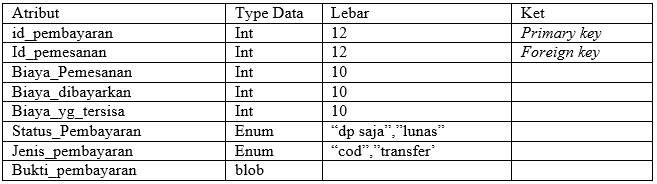 Atribut Type Data Lebar Ket
id_pembayaran Int 12 Primary key
Id_pemesanan Int 12 Foreign key
Biaya_Pemesanan Int 10
Biaya_dibayarkan Int 10
Biaya_yg_tersisa Int 10
Status_Pembayaran Enum “dp saja”,”lunas”
Jenis_pembayaran Enum “cod”,”transfer’
Bukti_pembayaran blob